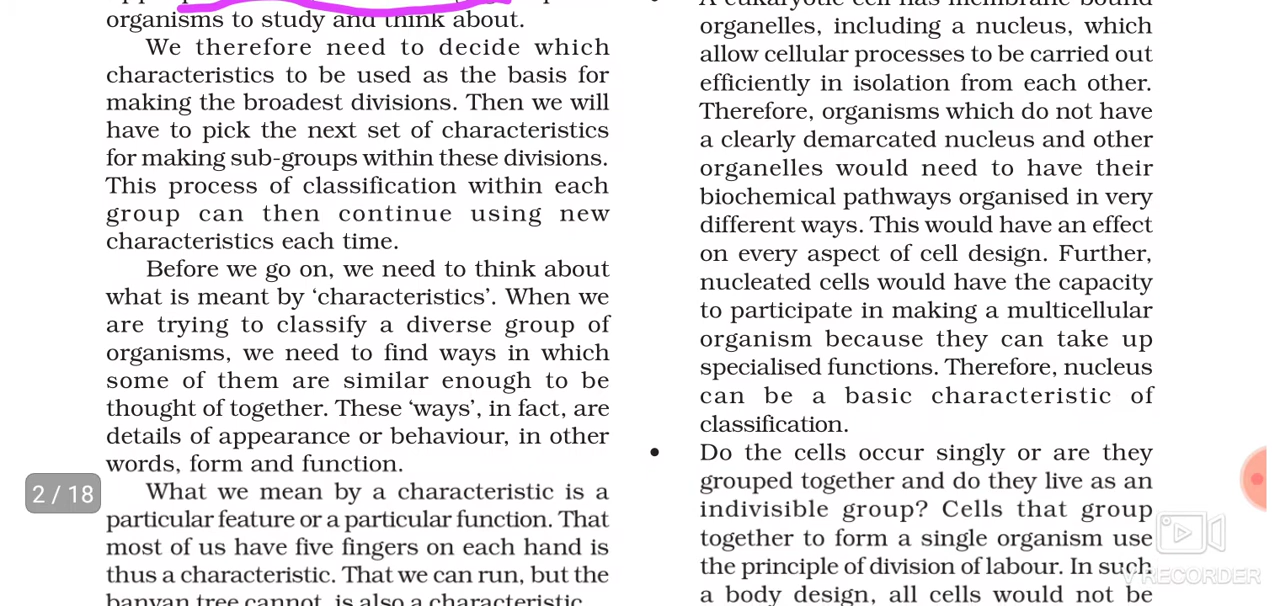 organisms to study and think about.
We therefore need to decide which
characteristics to be used as the basis for
making the broadest divisions. Then we will
have to pick the next set of characteristics
for making sub-groups within these divisions.
This process of classification within each
group can then continue using new
characteristics each time.
Before we go on, we need to think about
what is meant by ‘characteristics’. When we
are trying to classify a diverse group of
organisms, we need to find ways in which
some of them are similar enough to be
thought of together. These ‘ways’, in fact, are
details of appearance or behaviour, in other
words, form and function.
What we mean by a characteristic is a
particular feature or a particular function. That
most of us have five fingers on each hand is
thus a characteristic. That we can run, but the
banyan tree cannot, is also a characteristic.
A eukaryotic cell has membrane-bound
organelles, including a nucleus, which
allow cellular processes to be carried out
efficiently in isolation from each other.
Therefore, organisms which do not have
a clearly demarcated nucleus and other
organelles would need to have their
biochemical pathways organised in very
different ways. This would have an effect
on every aspect of cell design. Further,
nucleated cells would have the capacity
to participate in making a multicellular
organism because they can take up
specialised functions. Therefore, nucleus
can be a basic characteristic of
classification.
• Do the cells occur singly or are they
grouped together and do they live as an
indivisible group? Cells that group
together to form a single organism use
the principle of division of labour. In such
a body design, all cells would not be
2 / 18
V RECORDER